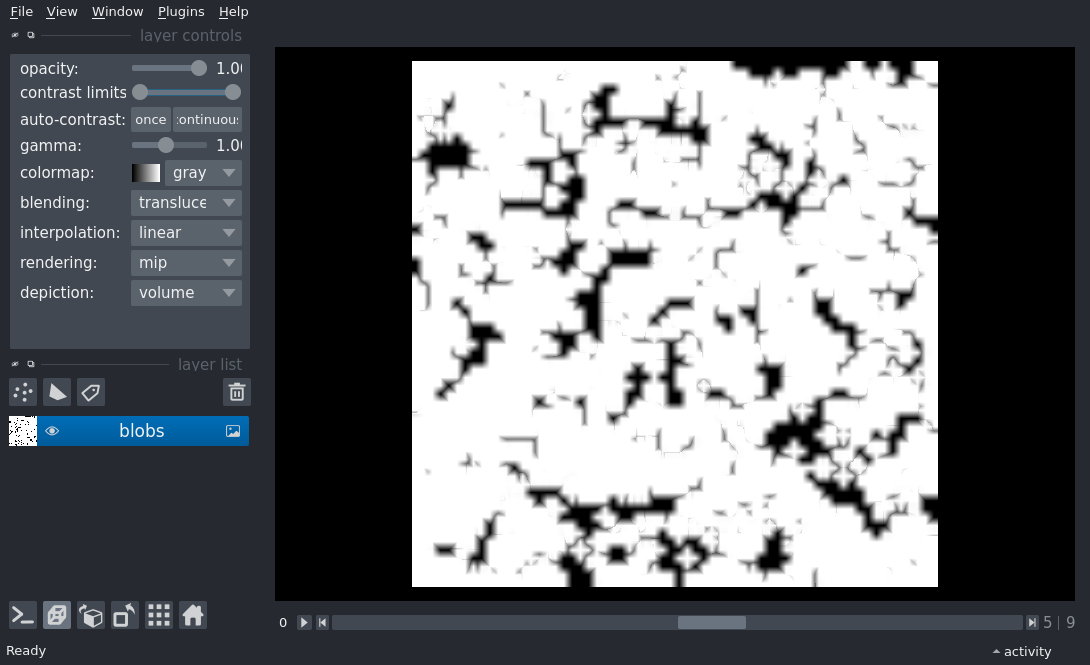 File View Window Plugins Help
layer controls
opacity: 1.0
contrast limits
auto-contrast: once continuous
gamma: 1.0
colormap: gray
blending: transluce
interpolation: linear
rendering: mip
depiction: volume
layer list
blobs
0 5 | 9
Ready activity